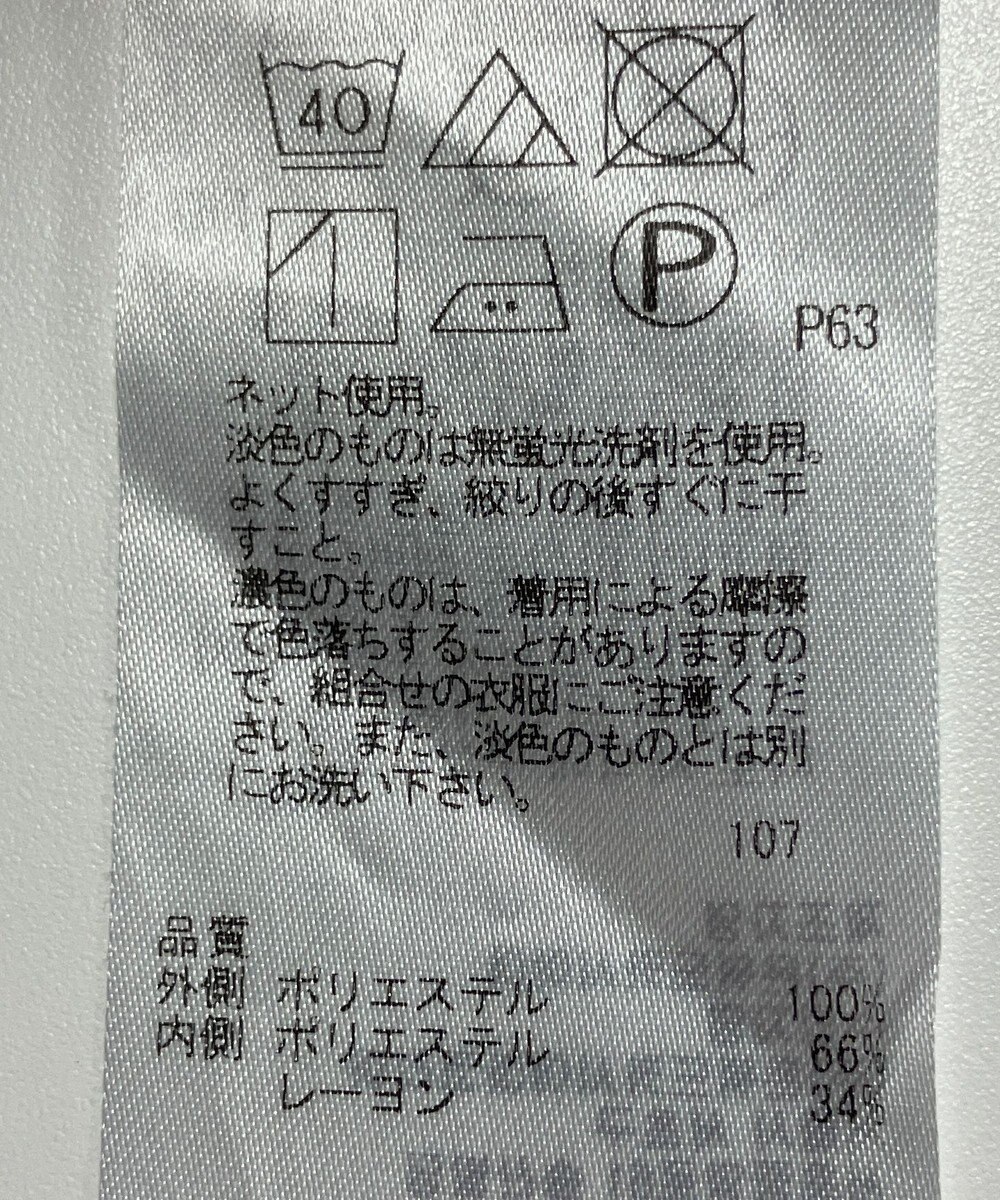 40
P
P63
ネット使用。
淡色のものは無蛍光洗剤を使用。
よくすすぎ、絞りの後すぐに干
すこと。
濃色のものは、着用による摩擦
で色落ちすることがありますの
で、組合せの衣服にご注意くだ
さい。また、淡色のものとは別
にお洗い下さい。
107
品質
外側 ポリエステル 100%
内側 ポリエステル 66%
レーヨン 34%